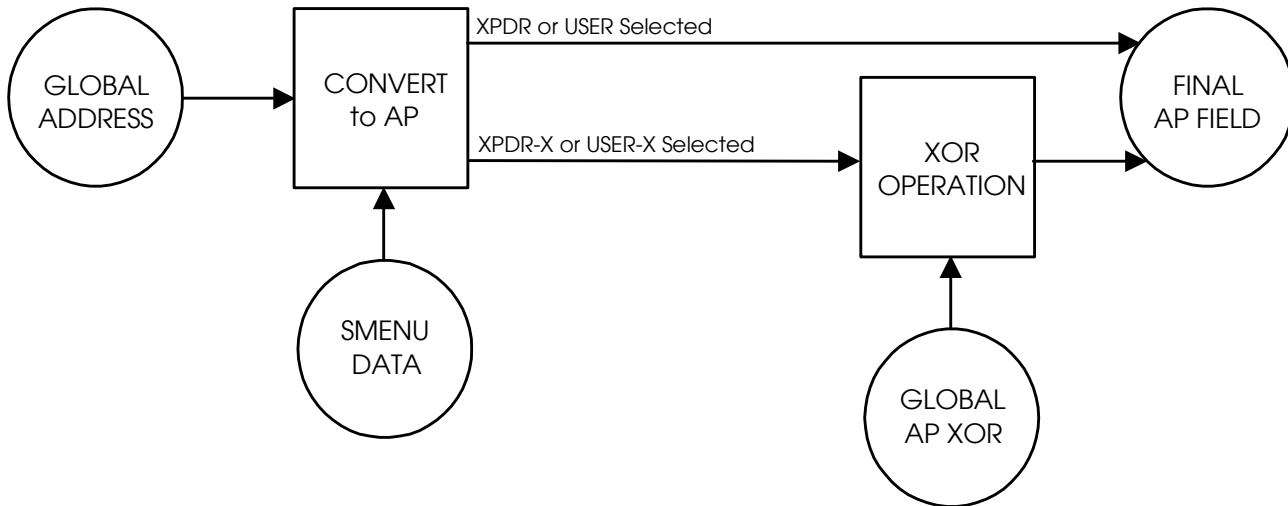 XPDR or USER Selected
GLOBAL
ADDRESS
CONVERT
to AP
FINAL
AP FIELD
XPDR-X or USER-X Selected
XOR
OPERATION
SMENU
DATA
GLOBAL
AP XOR